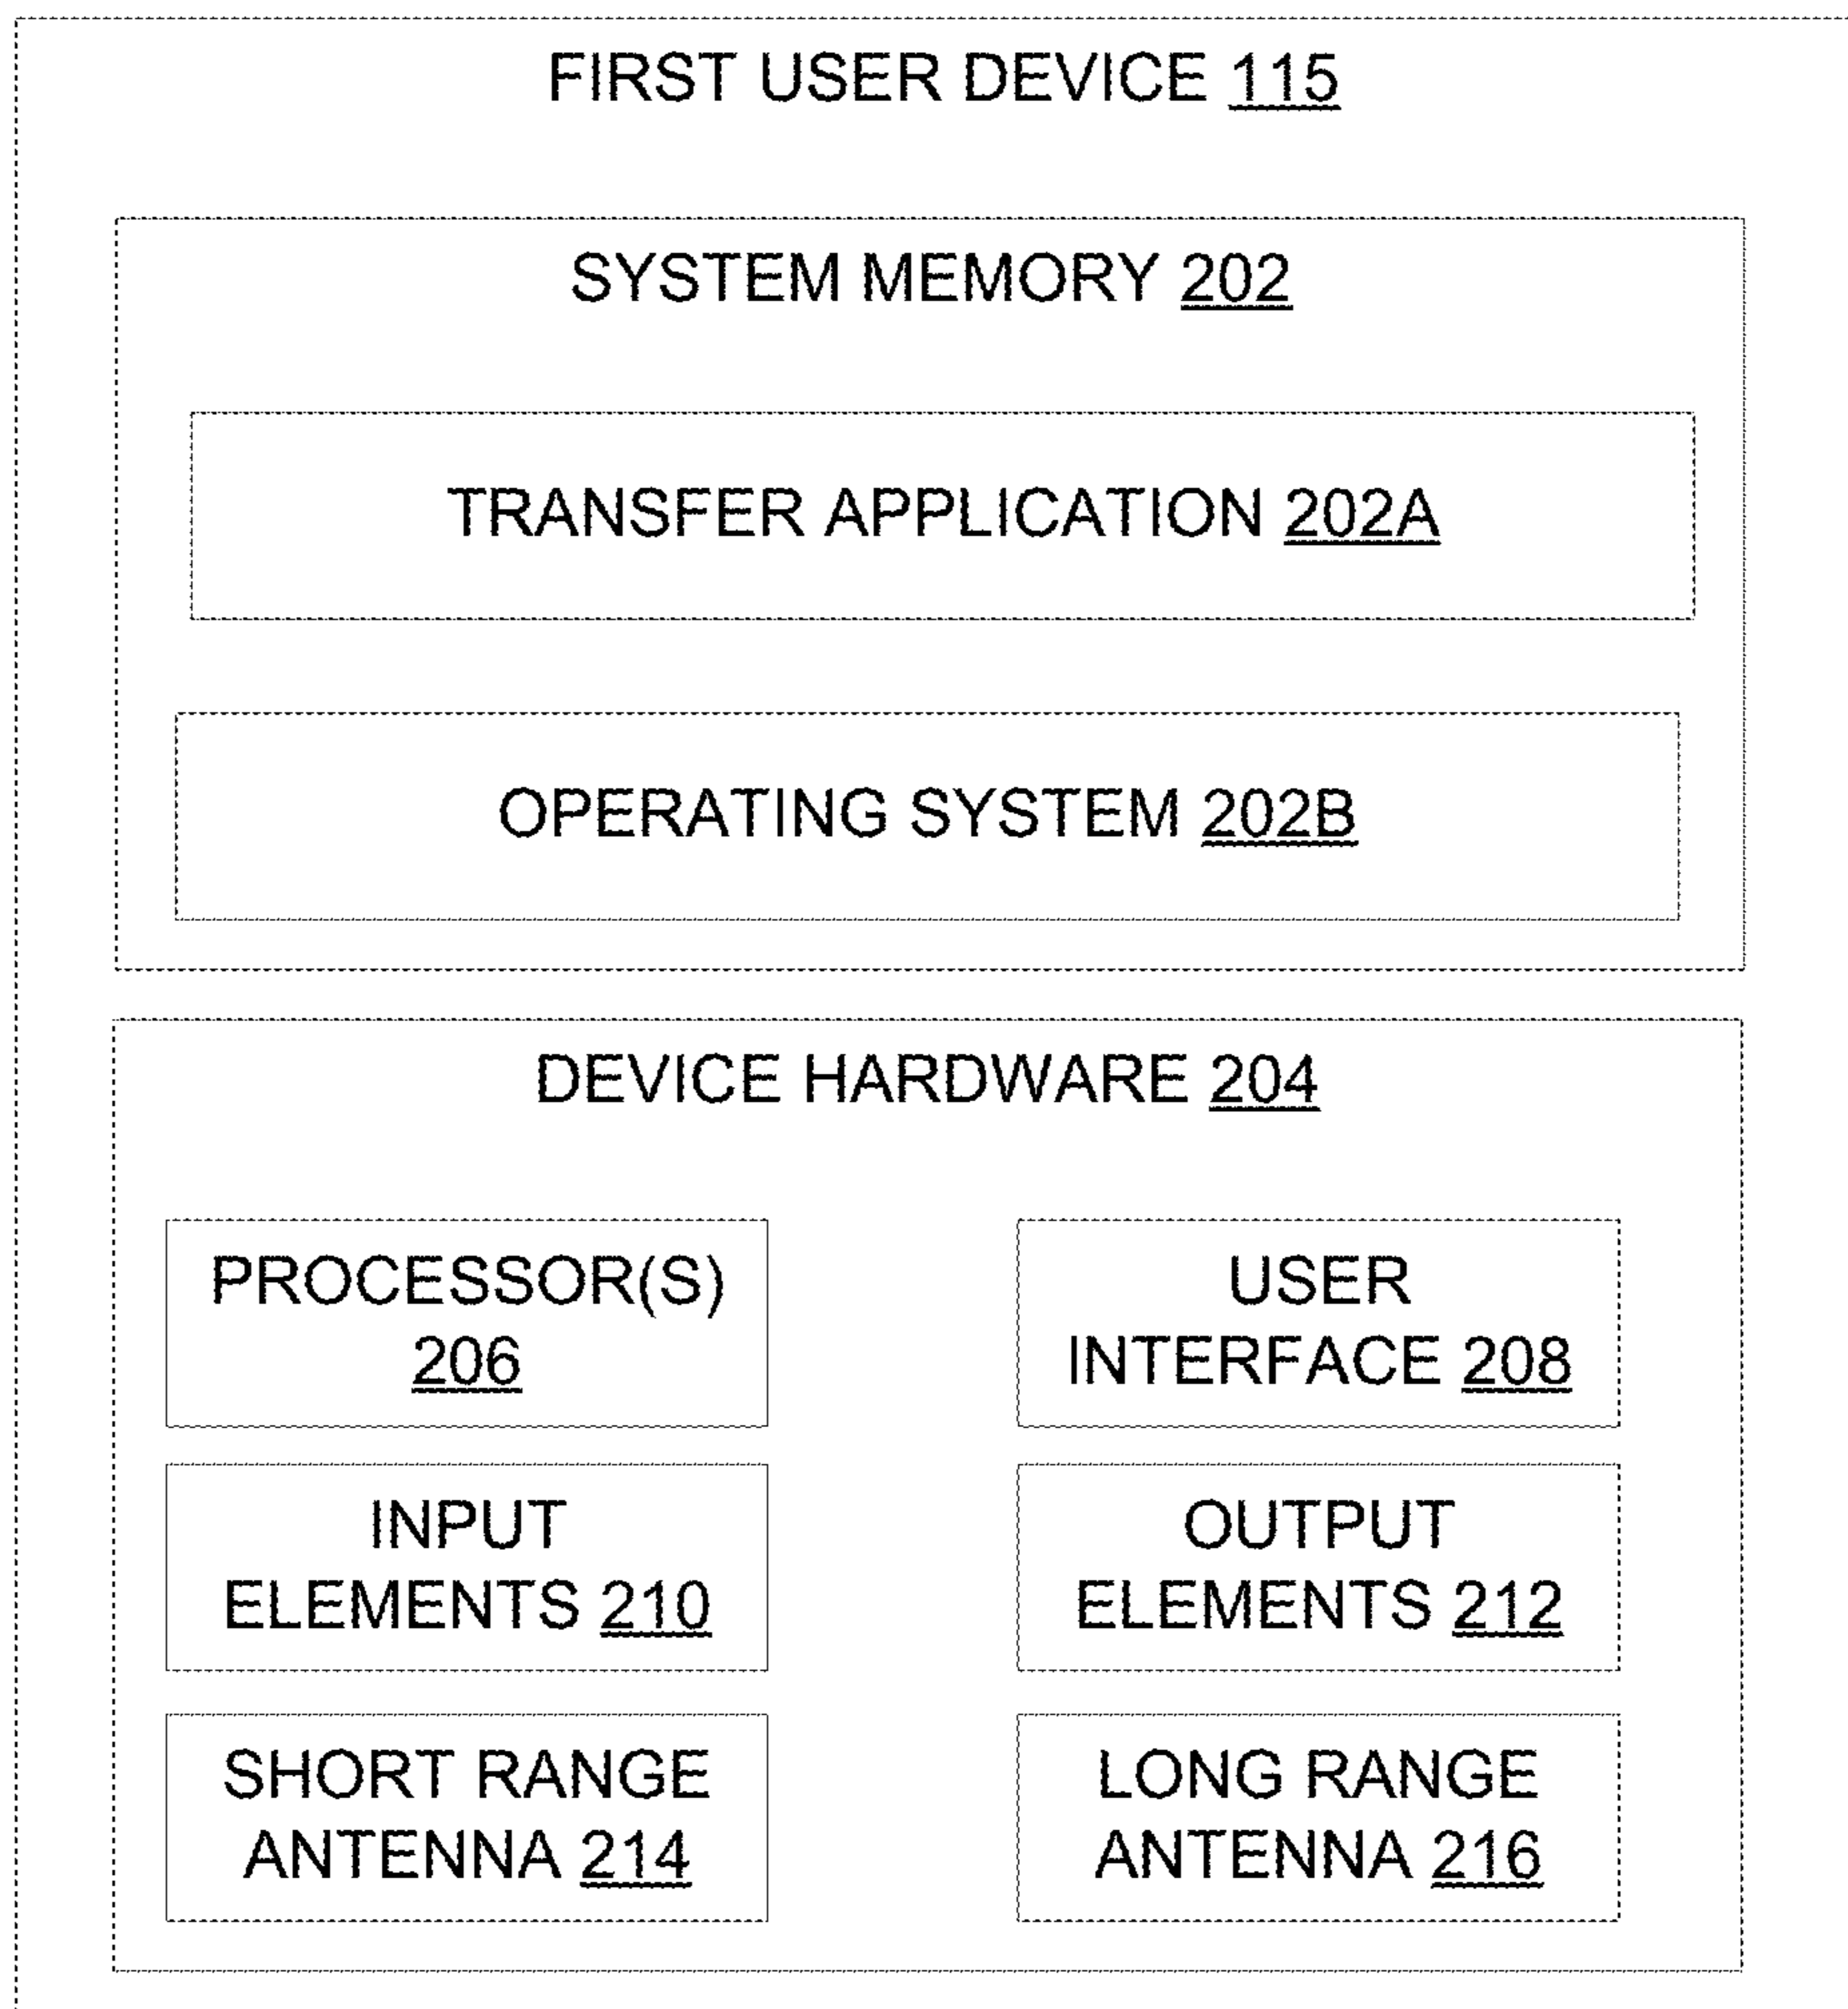 FIRST USER DEVICE 115
SYSTEM MEMORY 202
TRANSFER APPLICATION 202A
OPERATING SYSTEM 202B
DEVICE HARDWARE 204
PROCESSOR(S)
206
USER
INTERFACE 208
INPUT
ELEMENTS 210
OUTPUT
ELEMENTS 212
SHORT RANGE
ANTENNA 214
LONG RANGE
ANTENNA 216